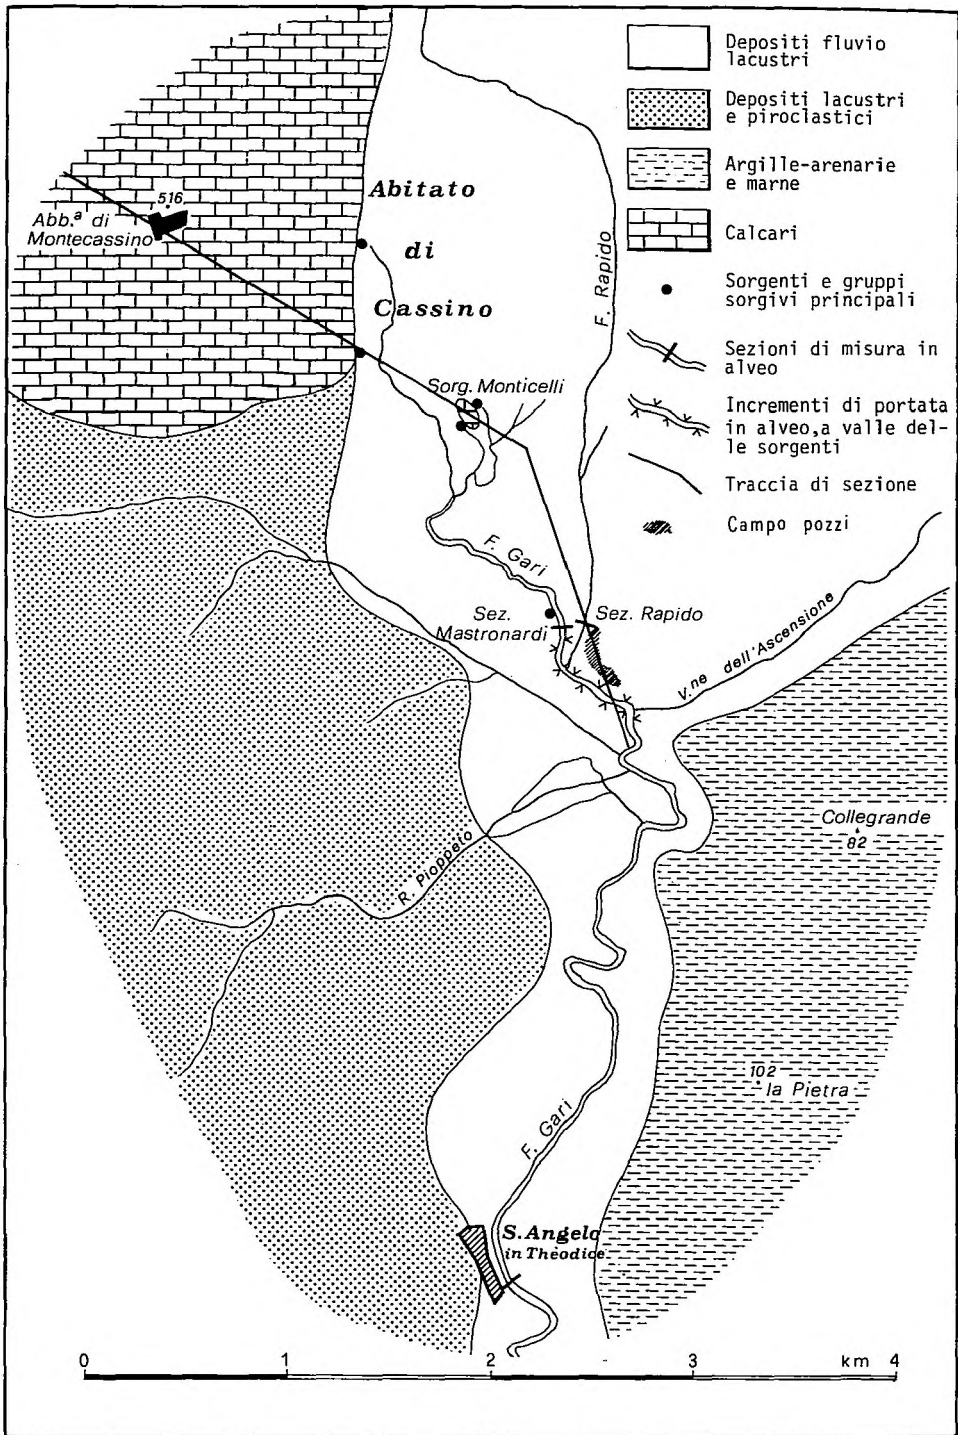 Depositi fluvio
lacustri
Depositi lacustri
e piroclastici
Argille-arenarie
e marne
Calcari
Sorgenti e gruppi
sorgivi principali
Sezioni di misura in
alveo
Incrementi di portata
in alveo, a valle del-
le sorgenti
Traccia di sezione
Campo pozzi
516
Abb.ª di
Montecassino
Abitato
di
Cassino
F. Rapido
Sorg. Monticelli
F. Gari
Sez.
Mastronardi
Sez. Rapido
V.ne dell'Ascensione
Collegrande
82
R. Pioppeto
102
la Pietra
F. Gari
S. Angelo
in Theodice
0 1 2 3 km 4